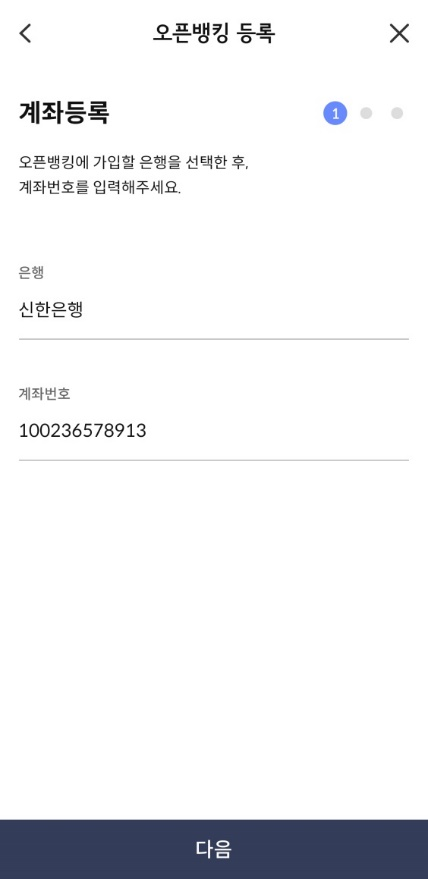 오픈뱅킹 등록
계좌등록
1
오픈뱅킹에 가입할 은행을 선택한 후,
계좌번호를 입력해주세요.
은행
신한은행
계좌번호
100236578913
다음